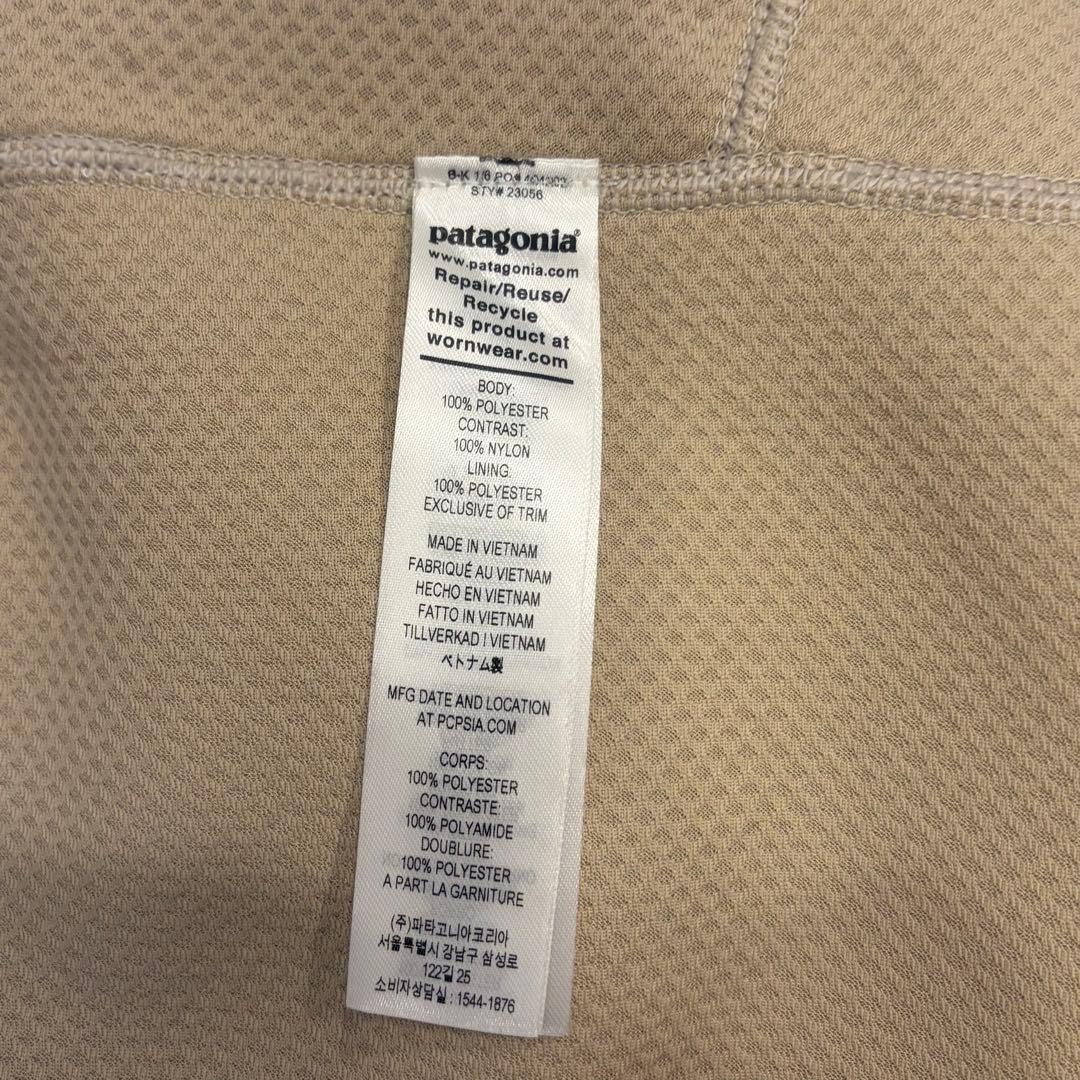 6-K 1/6 PO#
STY# 23056
patagonia®
www.patagonia.com
Repair/Reuse/
Recycle
this product at
wornwear.com
BODY:
100% POLYESTER
CONTRAST:
100% NYLON
LINING:
100% POLYESTER
EXCLUSIVE OF TRIM
MADE IN VIETNAM
FABRIQUÉ AU VIETNAM
HECHO EN VIETNAM
FATTO IN VIETNAM
TILLVERKAD I VIETNAM
ベトナム製
MFG DATE AND LOCATION
AT PCPSIA.COM
CORPS:
100% POLYESTER
CONTRASTE:
100% POLYAMIDE
DOUBLURE:
100% POLYESTER
A PART LA GARNITURE
(주)파타고니아코리아
서울특별시 강남구 삼성로
122길 25
소비자상담실 : 1544-1876